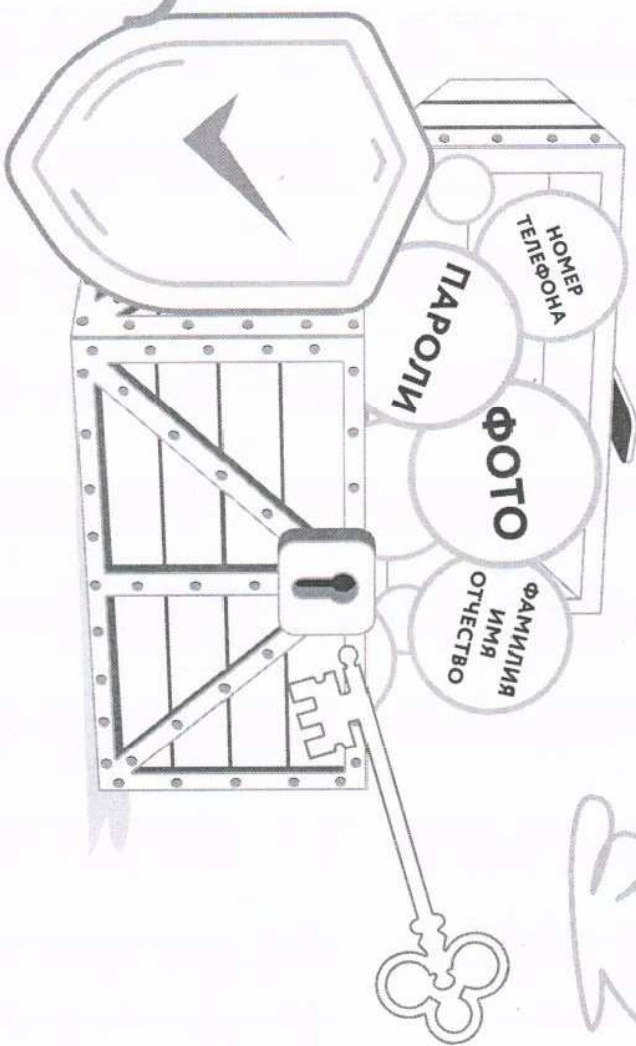 НОМЕР
ТЕЛЕФОНА
ПАРОЛИ
ФОТО
ФАМИЛИЯ
ИМЯ
ОТЧЕСТВО